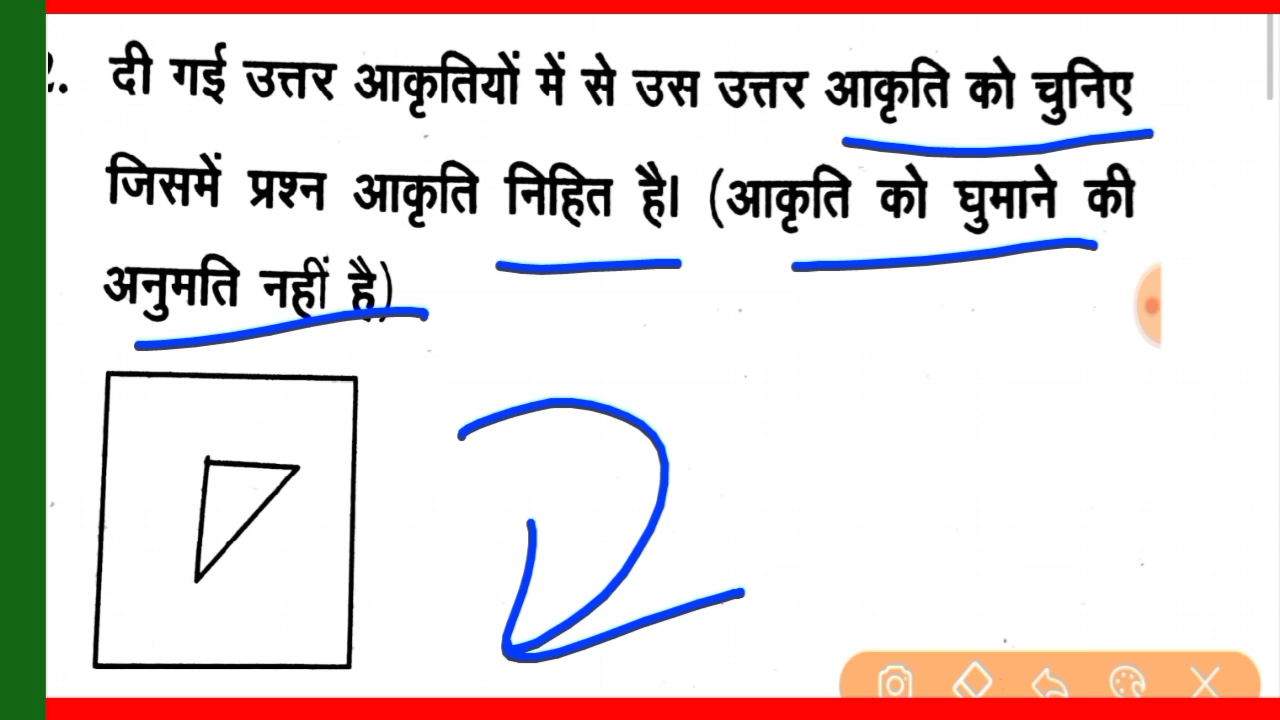 2. दी गई उत्तर आकृतियों में से उस उत्तर आकृति को चुनिए
जिसमें प्रश्न आकृति निहित है। (आकृति को घुमाने की
अनुमति नहीं है)